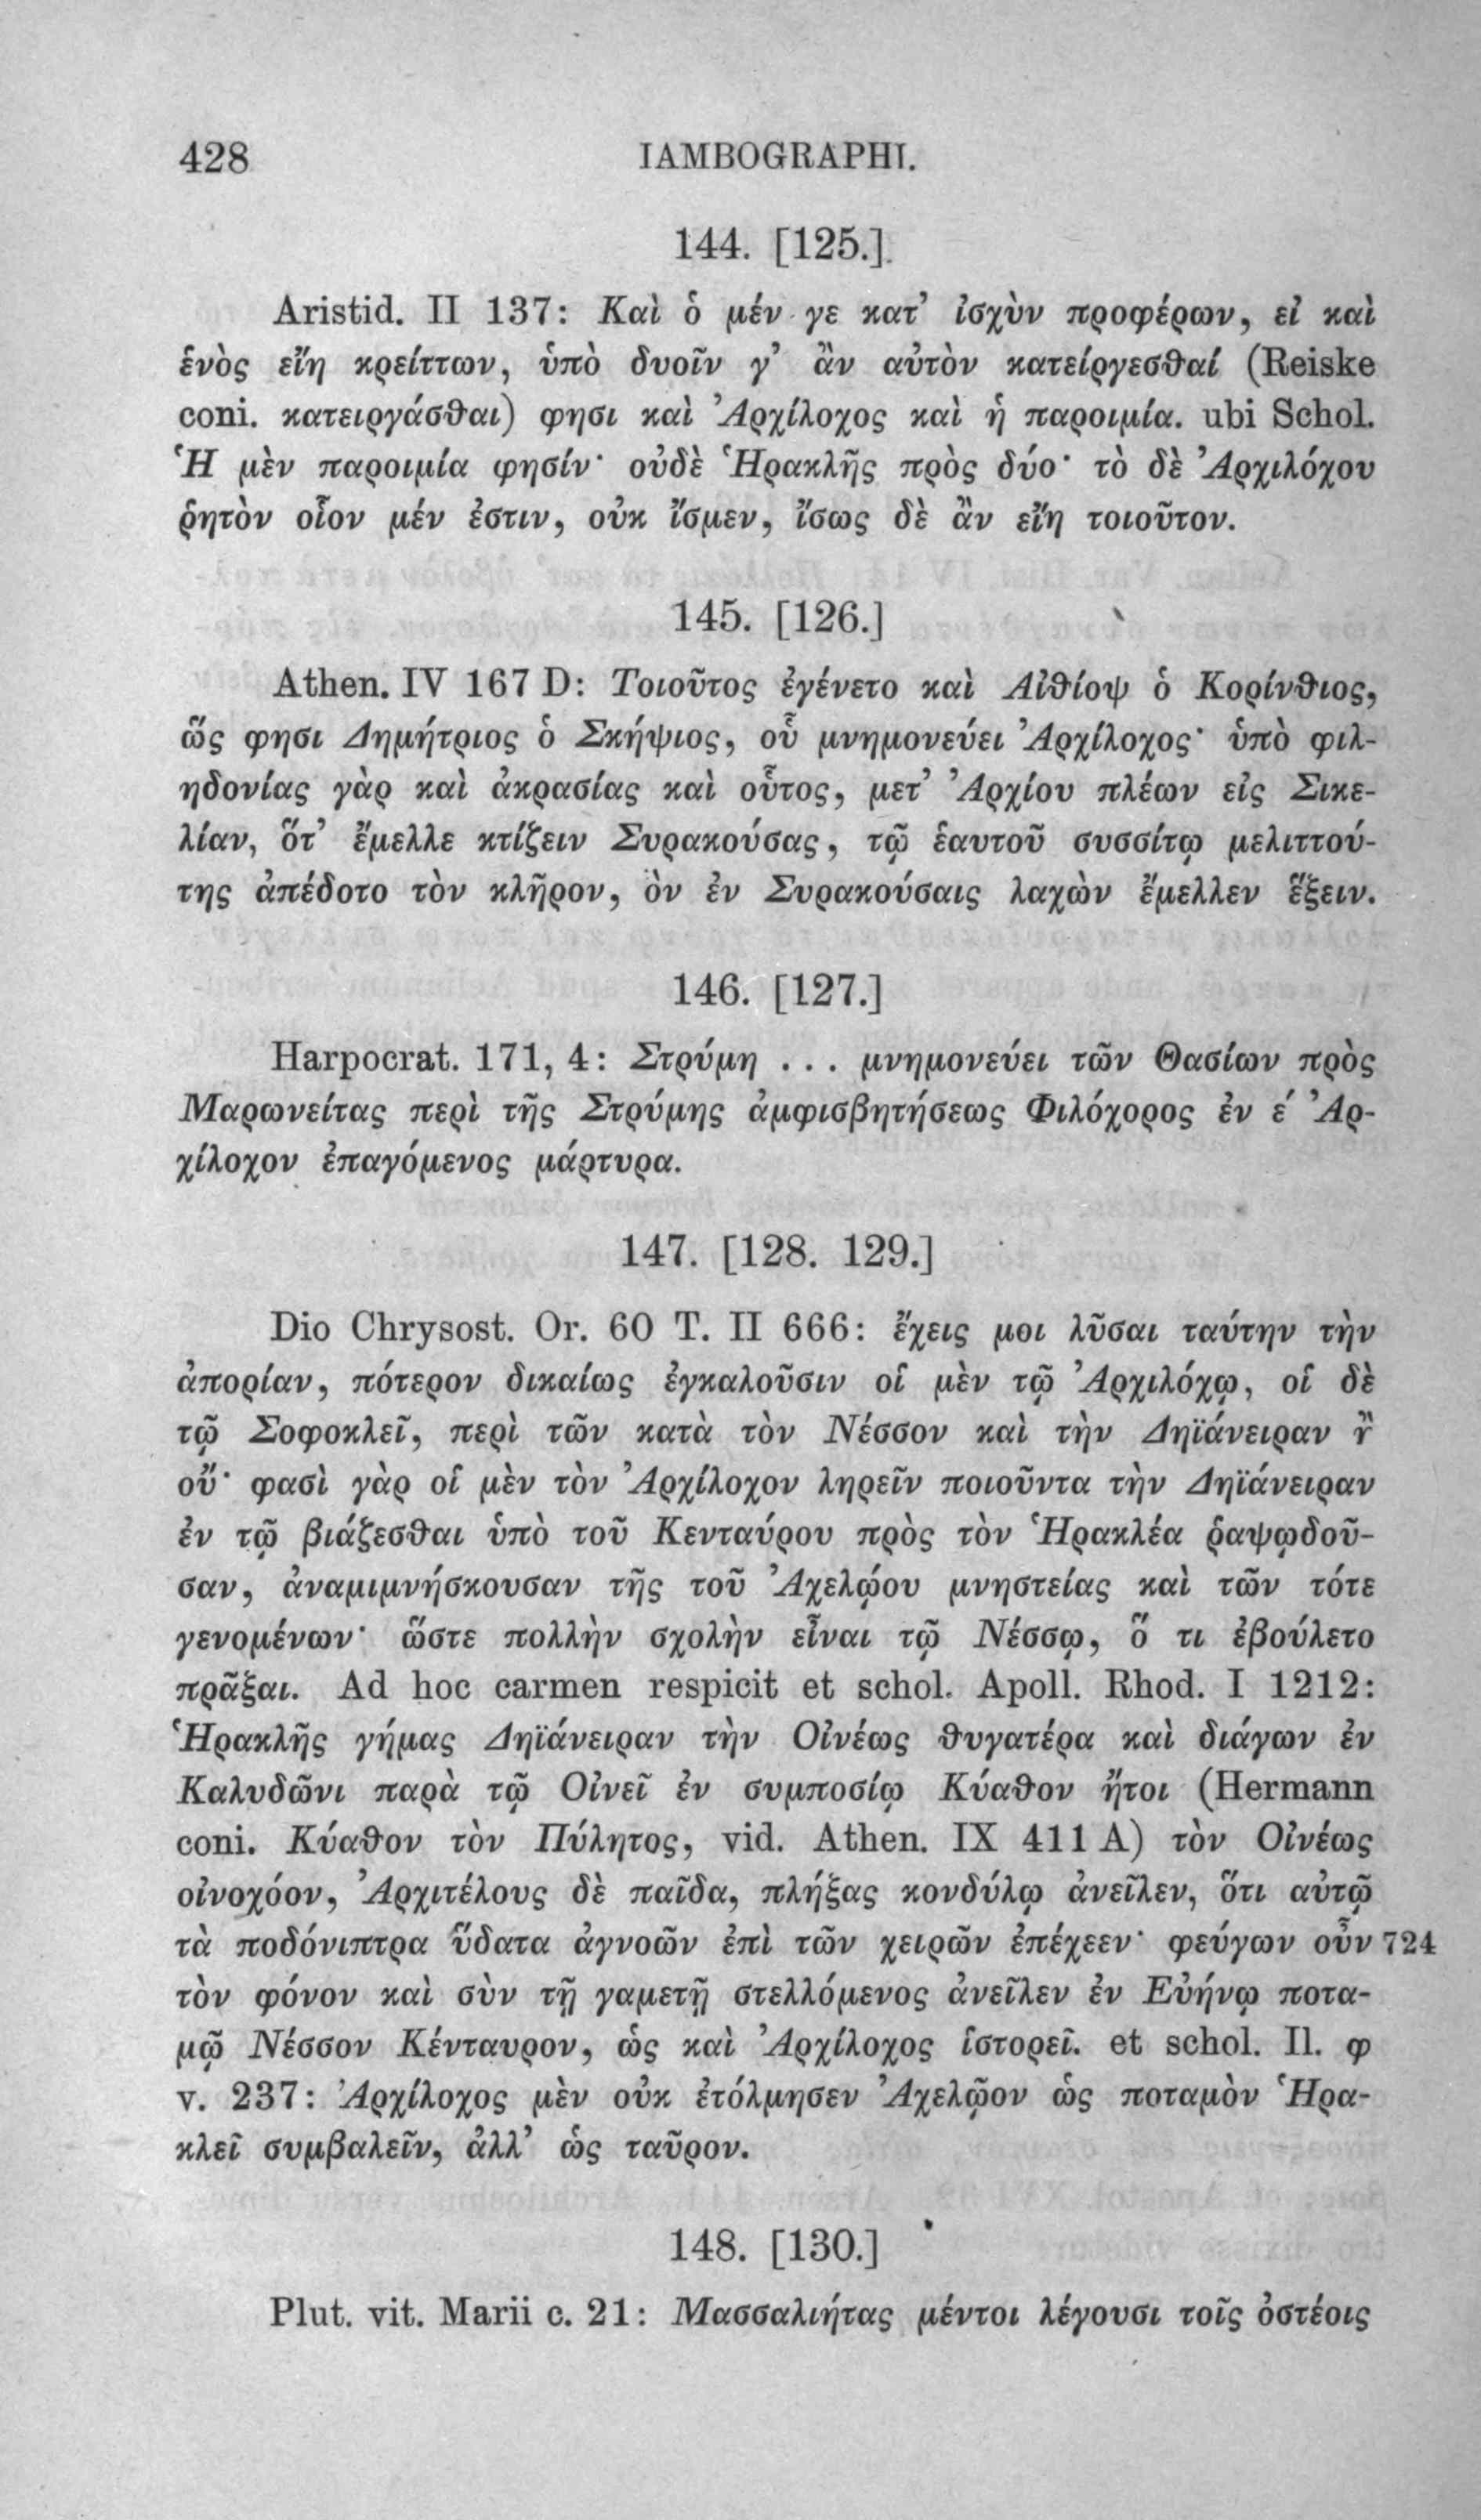 428 IAMBOGRAPHI.
144. [125.]
Aristid. II 137: Καὶ ὁ μέν γε κατ’ ἰσχὺν προφέρων, εἰ καὶ
ἑνὸς εἴη κρείττων, ὑπὸ δυοῖν γ’ ἂν αὐτὸν κατείργεσθαί (Reiske
coni. κατειργάσθαι) φησι καὶ Ἀρχίλοχος καὶ ἡ παροιμία. ubi Schol.
Ἡ μὲν παροιμία φησίν· οὐδὲ Ἡρακλῆς πρὸς δύο· τὸ δὲ Ἀρχιλόχου
ῥητὸν οἷον μέν ἐστιν, οὐκ ἴσμεν, ἴσως δὲ ἂν εἴη τοιοῦτον.
145. [126.]
Athen. IV 167 D: Τοιοῦτος ἐγένετο καὶ Αἰθίοψ ὁ Κορίνθιος,
ὥς φησι Δημήτριος ὁ Σκήψιος, οὗ μνημονεύει Ἀρχίλοχος· ὑπὸ φιλ-
ηδονίας γὰρ καὶ ἀκρασίας καὶ οὗτος, μετ’ Ἀρχίου πλέων εἰς Σικε-
λίαν, ὅτ’ ἔμελλε κτίζειν Συρακούσας, τῷ ἑαυτοῦ συσσίτῳ μελιττού-
της ἀπέδοτο τὸν κλῆρον, ὃν ἐν Συρακούσαις λαχὼν ἔμελλεν ἕξειν.
146. [127.]
Harpocrat. 171, 4: Στρύμη . . . μνημονεύει τῶν Θασίων πρὸς
Μαρωνείτας περὶ τῆς Στρύμης ἀμφισβητήσεως Φιλόχορος ἐν ε΄ Ἀρ-
χίλοχον ἐπαγόμενος μάρτυρα.
147. [128. 129.]
Dio Chrysost. Or. 60 T. II 666: ἔχεις μοι λῦσαι ταύτην τὴν
ἀπορίαν, πότερον δικαίως ἐγκαλοῦσιν οἱ μὲν τῷ Ἀρχιλόχῳ, οἱ δὲ
τῷ Σοφοκλεῖ, περὶ τῶν κατὰ τὸν Νέσσον καὶ τὴν Δηϊάνειραν ἢ
οὔ· φασὶ γὰρ οἱ μὲν τὸν Ἀρχίλοχον ληρεῖν ποιοῦντα τὴν Δηϊάνειραν
ἐν τῷ βιάζεσθαι ὑπὸ τοῦ Κενταύρου πρὸς τὸν Ἡρακλέα ῥαψῳδοῦ-
σαν, ἀναμιμνήσκουσαν τῆς τοῦ Ἀχελῴου μνηστείας καὶ τῶν τότε
γενομένων· ὥστε πολλὴν σχολὴν εἶναι τῷ Νέσσῳ, ὅ τι ἐβούλετο
πρᾶξαι. Ad hoc carmen respicit et schol. Apoll. Rhod. I 1212:
Ἡρακλῆς γήμας Δηϊάνειραν τὴν Οἰνέως θυγατέρα καὶ διάγων ἐν
Καλυδῶνι παρὰ τῷ Οἰνεῖ ἐν συμποσίῳ Κύαθον ἤτοι (Hermann
coni. Κύαθον τὸν Πύλητος, vid. Athen. IX 411 A) τὸν Οἰνέως
οἰνοχόον, Ἀρχιτέλους δὲ παῖδα, πλήξας κονδύλῳ ἀνεῖλεν, ὅτι αὐτῷ
τὰ ποδόνιπτρα ὕδατα ἀγνοῶν ἐπὶ τῶν χειρῶν ἐπέχεεν· φεύγων οὖν 724
τὸν φόνον καὶ σὺν τῇ γαμετῇ στελλόμενος ἀνεῖλεν ἐν Εὐήνῳ ποτα-
μῷ Νέσσον Κένταυρον, ὡς καὶ Ἀρχίλοχος ἱστορεῖ. et schol. Il. φ
v. 237: Ἀρχίλοχος μὲν οὐκ ἐτόλμησεν Ἀχελῷον ὡς ποταμὸν Ἡρα-
κλεῖ συμβαλεῖν, ἀλλ’ ὡς ταῦρον.
148. [130.]
Plut. vit. Marii c. 21: Μασσαλιήτας μέντοι λέγουσι τοῖς ὀστέοις